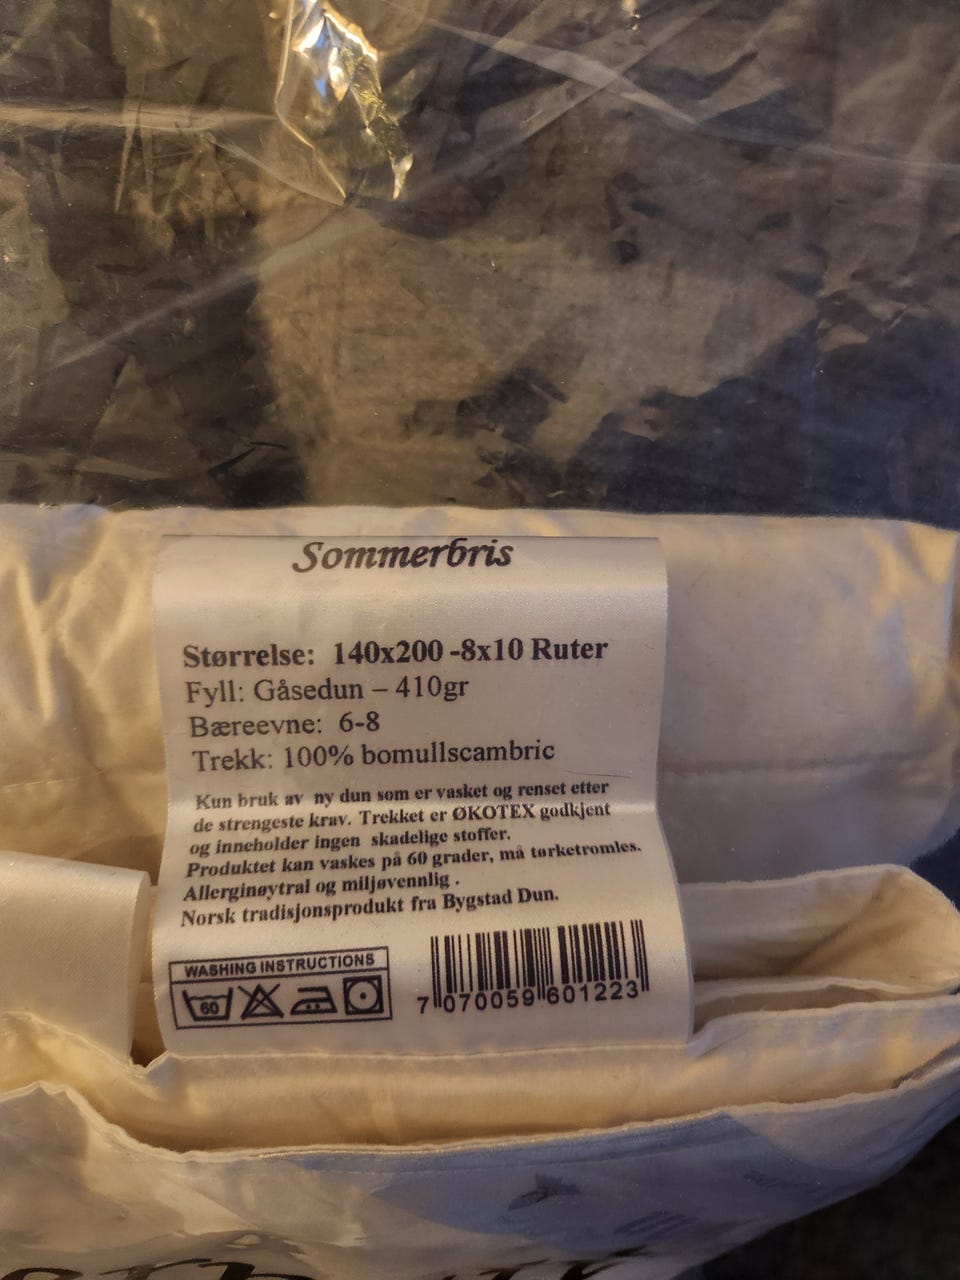 Sommerbris
Størrelse: 140x200 -8x10 Ruter
Fyll: Gåsedun – 410gr
Bæreevne: 6-8
Trekk: 100% bomullscambric
Kun bruk av ny dun som er vasket og renset etter
de strengeste krav. Trekket er ØKOTEX godkjent
og inneholder ingen skadelige stoffer.
Produktet kan vaskes på 60 grader, må tørketromles.
Allerginøytral og miljøvennlig .
Norsk tradisjonsprodukt fra Bygstad Dun.
WASHING INSTRUCTIONS
60
7 070059 601223